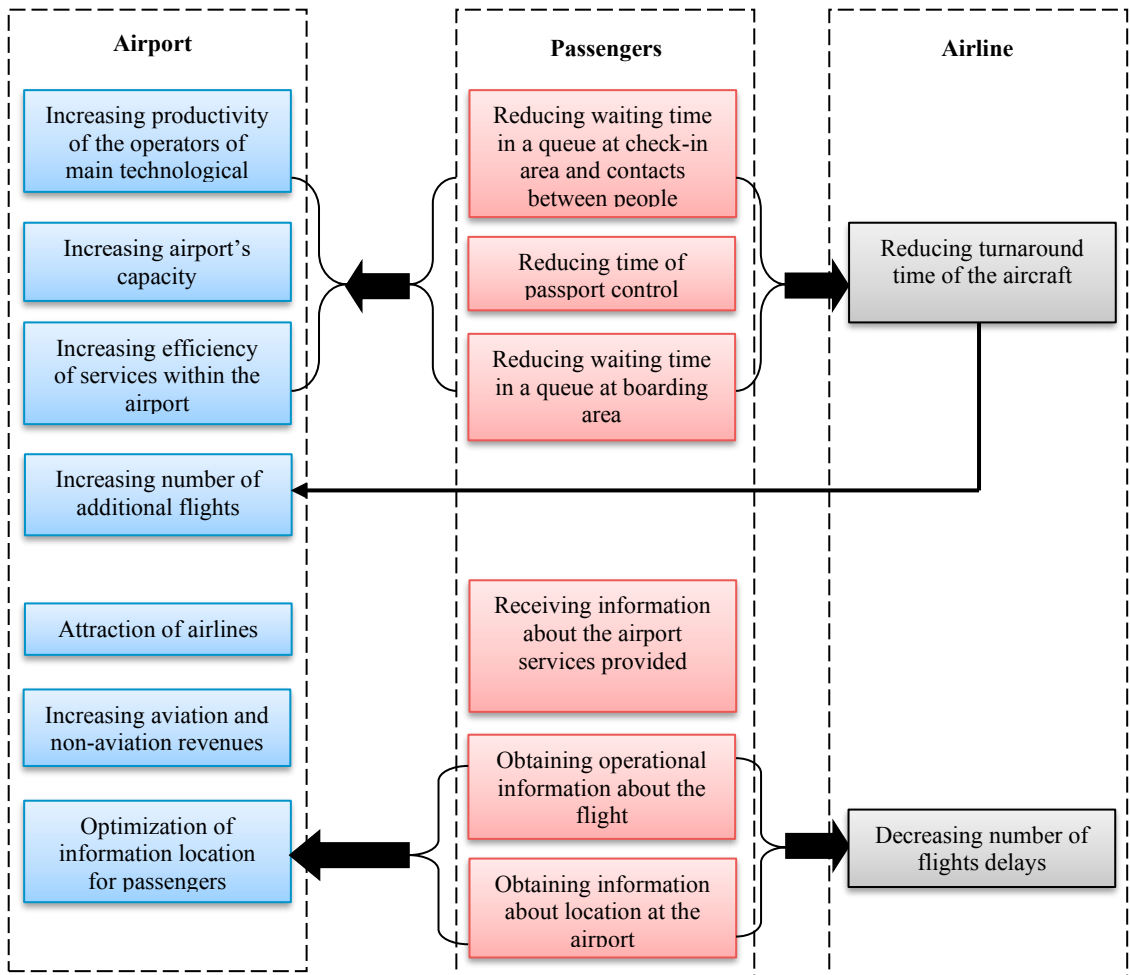 Airport
Increasing productivity
of the operators of
main technological
Increasing airport's
capacity
Increasing efficiency
of services within the
airport
Increasing number of
additional flights
Attraction of airlines
Increasing aviation and
non-aviation revenues
Optimization of
information location
for passengers
Passengers
Reducing waiting time
in a queue at check-in
area and contacts
between people
Reducing time of
passport control
Reducing waiting time
in a queue at boarding
area
Receiving information
about the airport
services provided
Obtaining operational
information about the
flight
Obtaining information
about location at the
airport
Airline
Reducing turnaround
time of the aircraft
Decreasing number of
flights delays